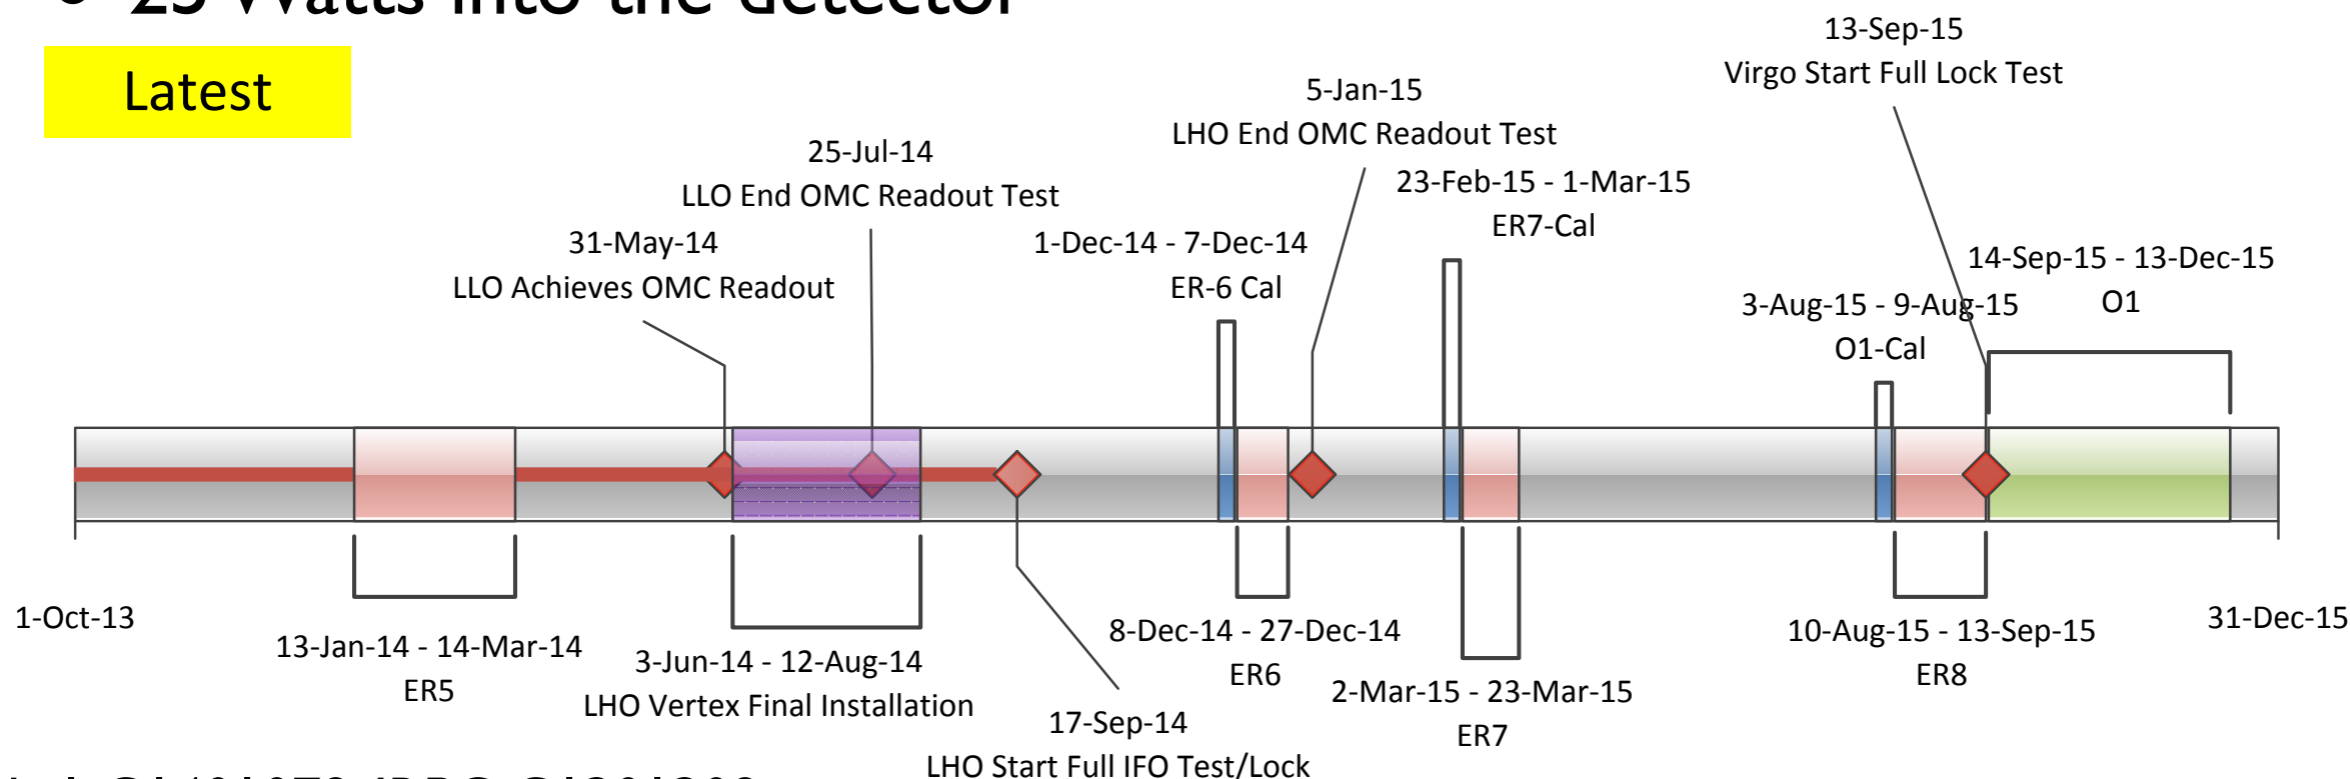 25 Watts into the detector
Latest
13-Sep-15
Virgo Start Full Lock Test
5-Jan-15
LHO End OMC Readout Test
25-Jul-14
LLO End OMC Readout Test
23-Feb-15 - 1-Mar-15
ER7-Cal
31-May-14
LLO Achieves OMC Readout
1-Dec-14 - 7-Dec-14
ER-6 Cal
14-Sep-15 - 13-Dec-15
O1
3-Aug-15 - 9-Aug-15
O1-Cal
1-Oct-13
31-Dec-15
13-Jan-14 - 14-Mar-14
ER5
3-Jun-14 - 12-Aug-14
LHO Vertex Final Installation
8-Dec-14 - 27-Dec-14
ER6
2-Mar-15 - 23-Mar-15
ER7
10-Aug-15 - 13-Sep-15
ER8
17-Sep-14
LHO Start Full IFO Test/Lock